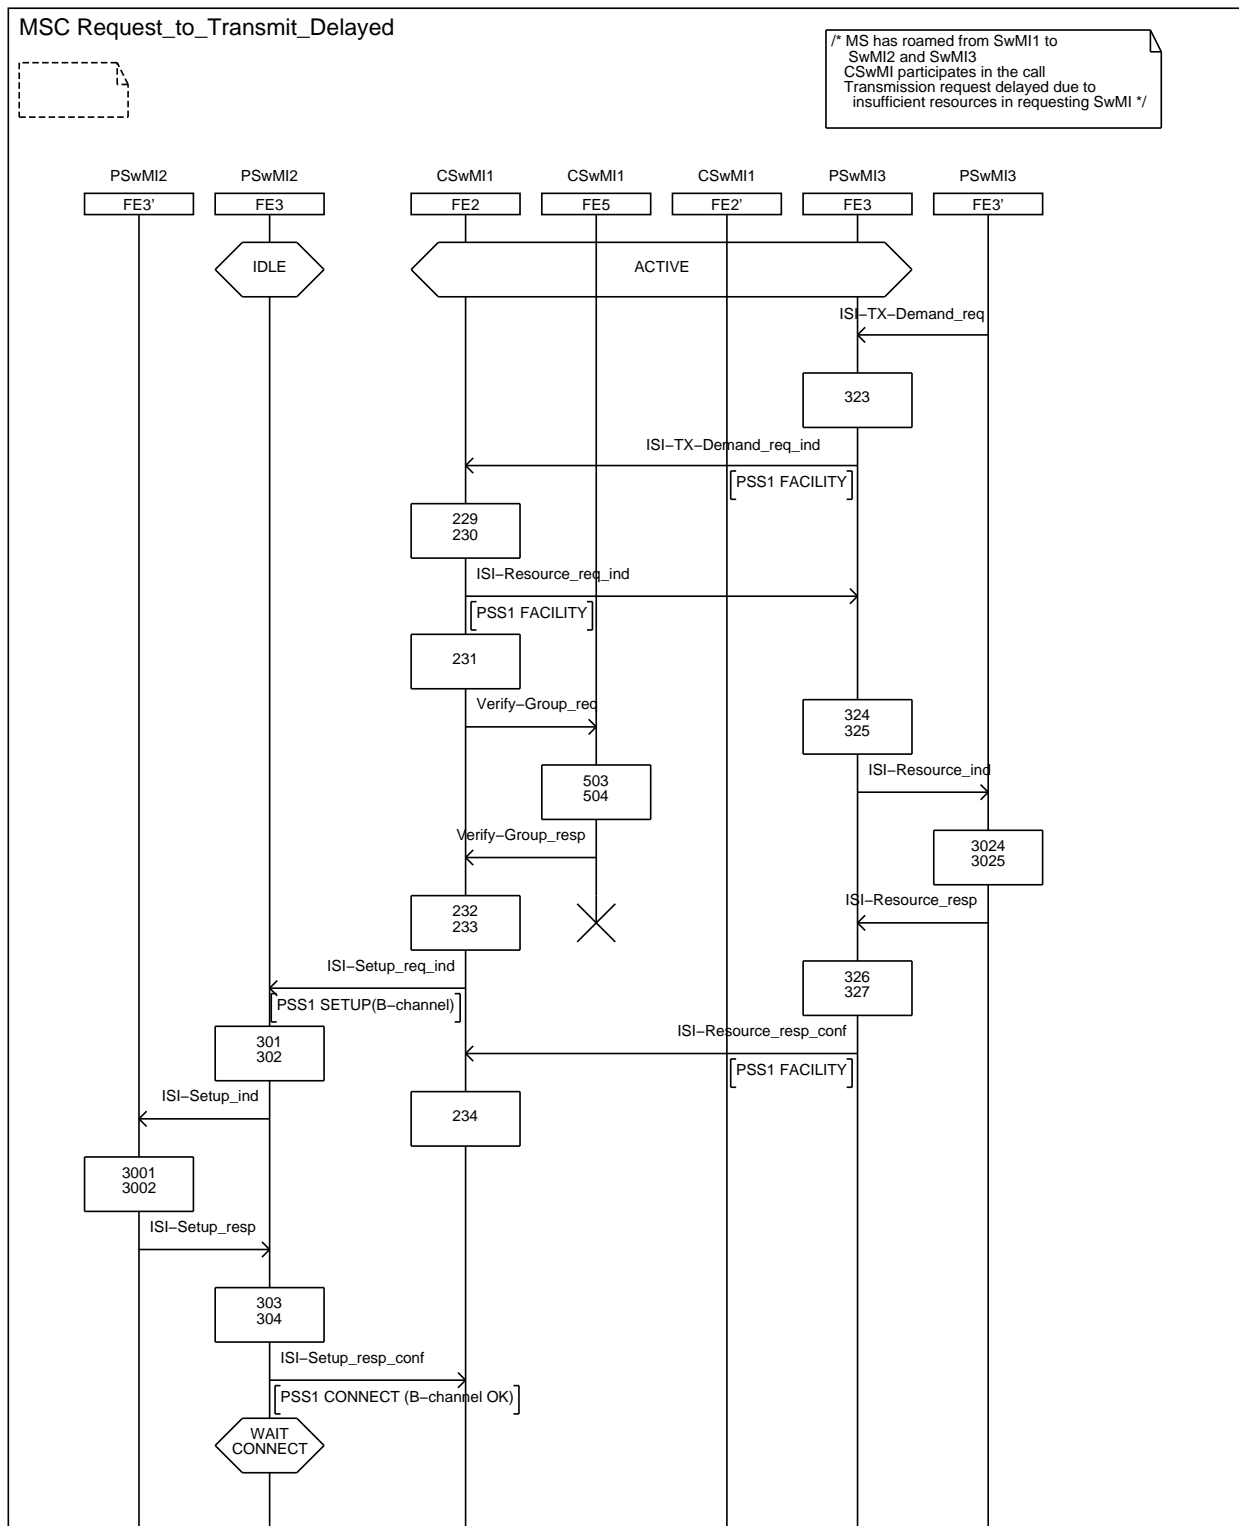 MSC Request_to_Transmit_Delayed
/* MS has roamed from SwMI1 to
SwMI2 and SwMI3
CSwMI participates in the call
Transmission request delayed due to
insufficient resources in requesting SwMI */
PSwMI2 PSwMI2 CSwMI1 CSwMI1 CSwMI1 PSwMI3 PSwMI3
FE3' FE3 FE2 FE5 FE2' FE3 FE3'
IDLE ACTIVE
ISI-TX-Demand_req
323
ISI-TX-Demand_req_ind
PSS1 FACILITY
229
230
ISI-Resource_req_ind
PSS1 FACILITY
231
Verify-Group_req
324
325
ISI-Resource_ind
503
504
Verify-Group_resp
3024
3025
ISI-Resource_resp
232
233
ISI-Setup_req_ind
326
327
PSS1 SETUP(B-channel)
ISI-Resource_resp_conf
301
302
PSS1 FACILITY
ISI-Setup_ind
234
3001
3002
ISI-Setup_resp
303
304
ISI-Setup_resp_conf
PSS1 CONNECT (B-channel OK)
WAIT
CONNECT